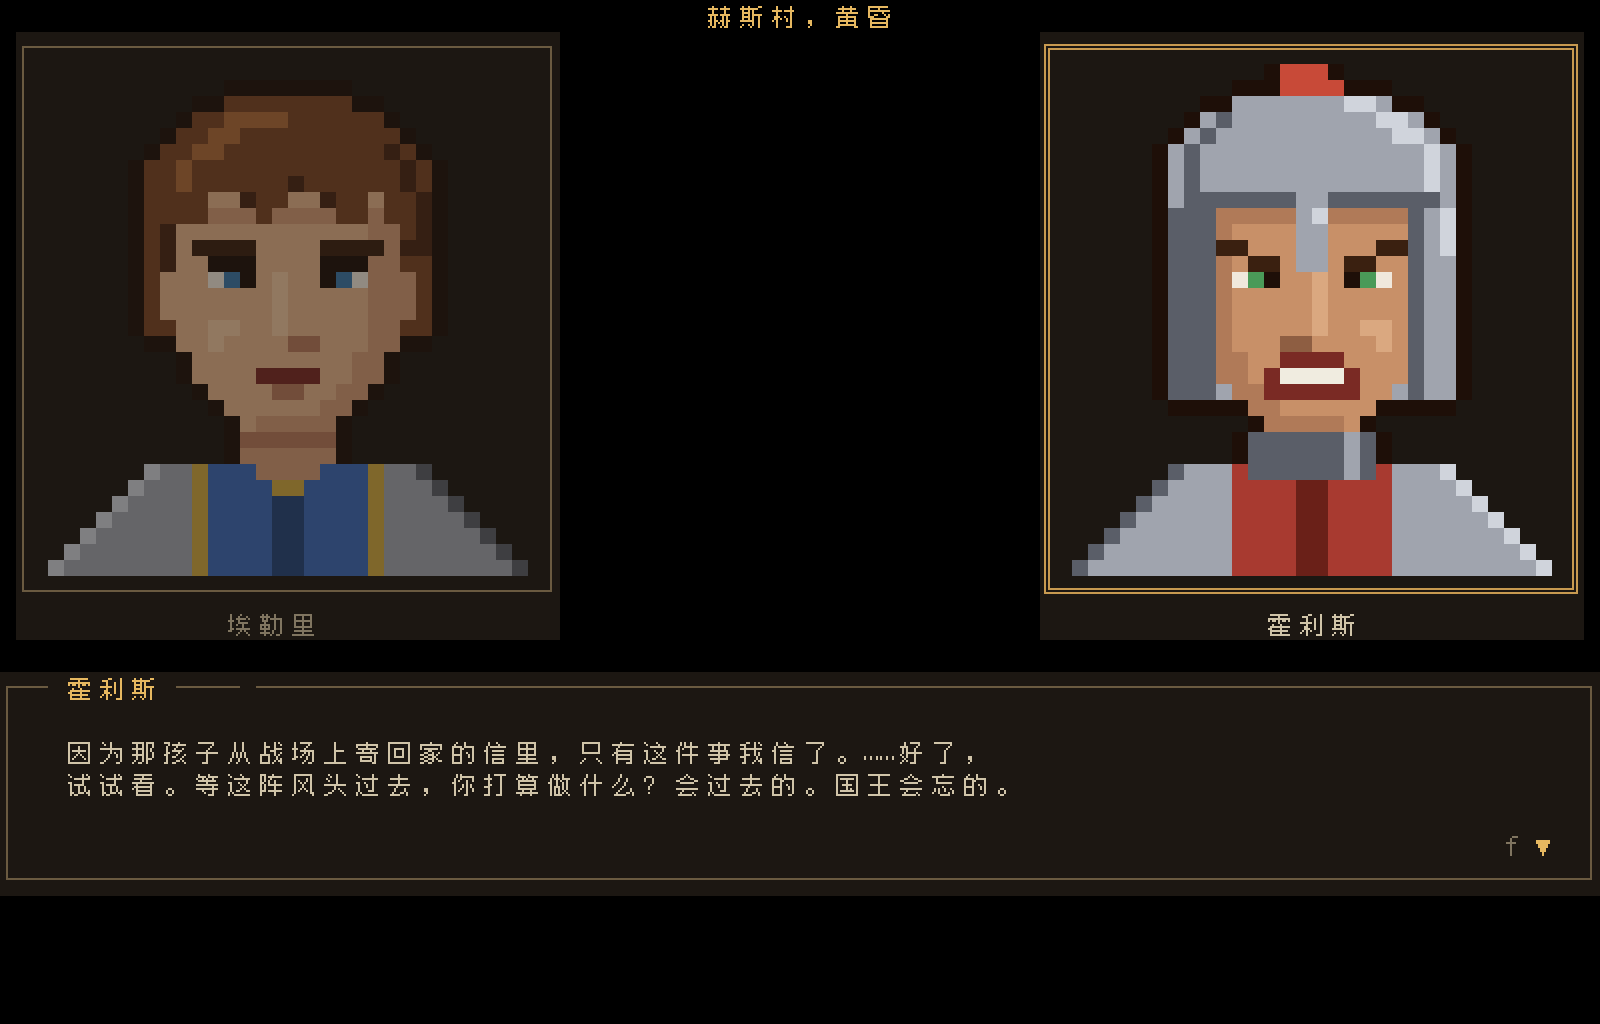 赫斯村，黄昏
埃勒里
霍利斯
霍利斯
因为那孩子从战场上寄回家的信里，只有这件事我信了。……好了，
试试看。等这阵风头过去，你打算做什么？会过去的。国王会忘的。
f ▼